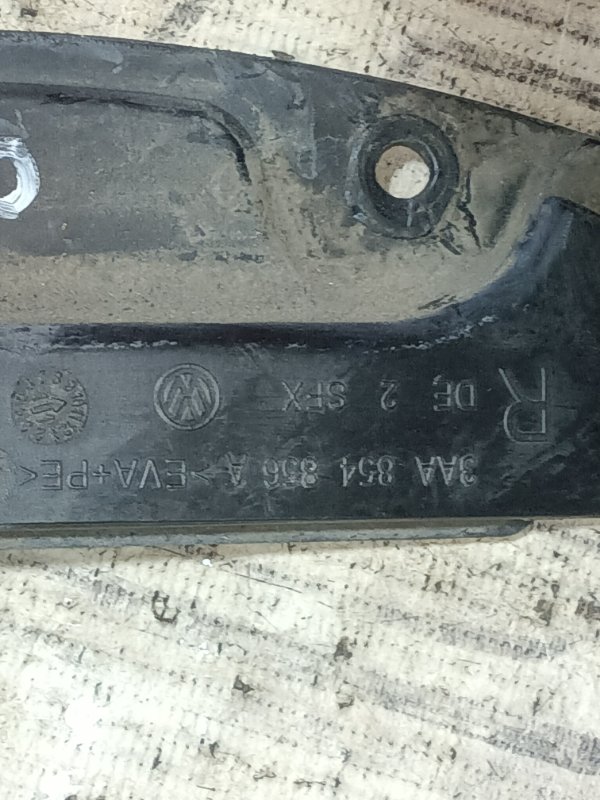 3AA 854 856 A >EVA+PE<
R DE 2 SFX